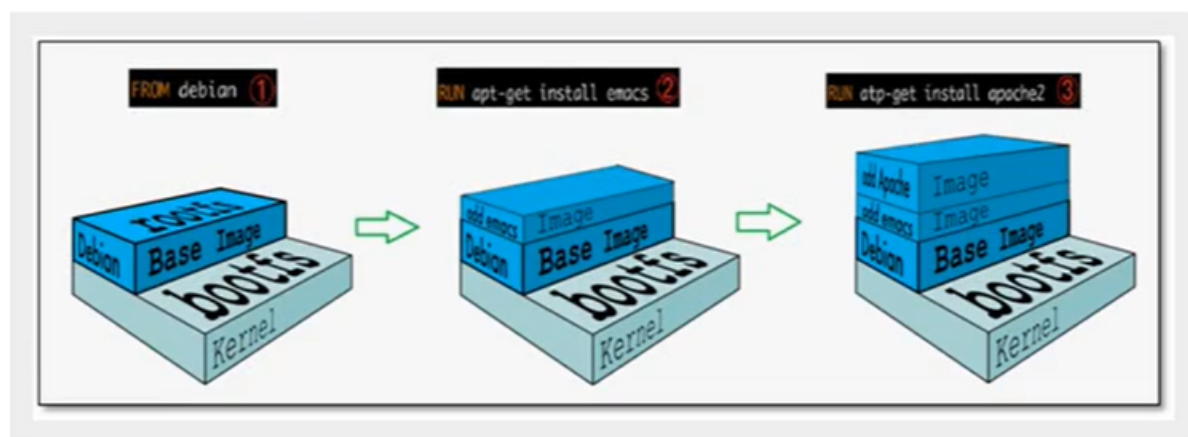 FROM debian ①
RUN apt-get install emacs ②
RUN atp-get install apache2 ③
rootfs
Debian
Base Image
bootfs
Kernel
add emacs
Image
Debian
Base Image
bootfs
Kernel
add Apache
Image
add emacs
Image
Debian
Base Image
bootfs
Kernel